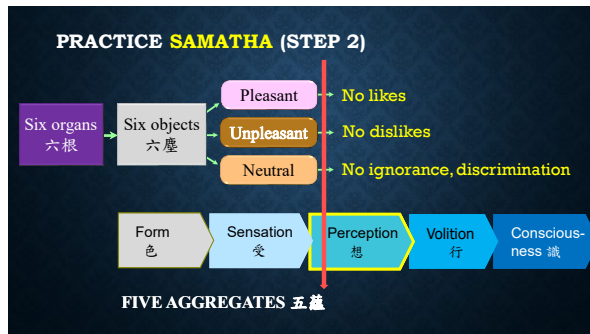 PRACTICE SAMATHA (STEP 2)
Six organs
六根
Six objects
六塵
Pleasant
Unpleasant
Neutral
No likes
No dislikes
No ignorance, discrimination
Form
色
Sensation
受
Perception
想
Volition
行
Conscious-
ness 識
FIVE AGGREGATES 五蘊